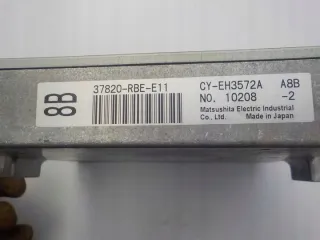 8B
37820-RBE-E11
CY-EH3572A A8B
NO. 10208 -2
Matsushita Electric Industrial
Co., Ltd. Made in Japan